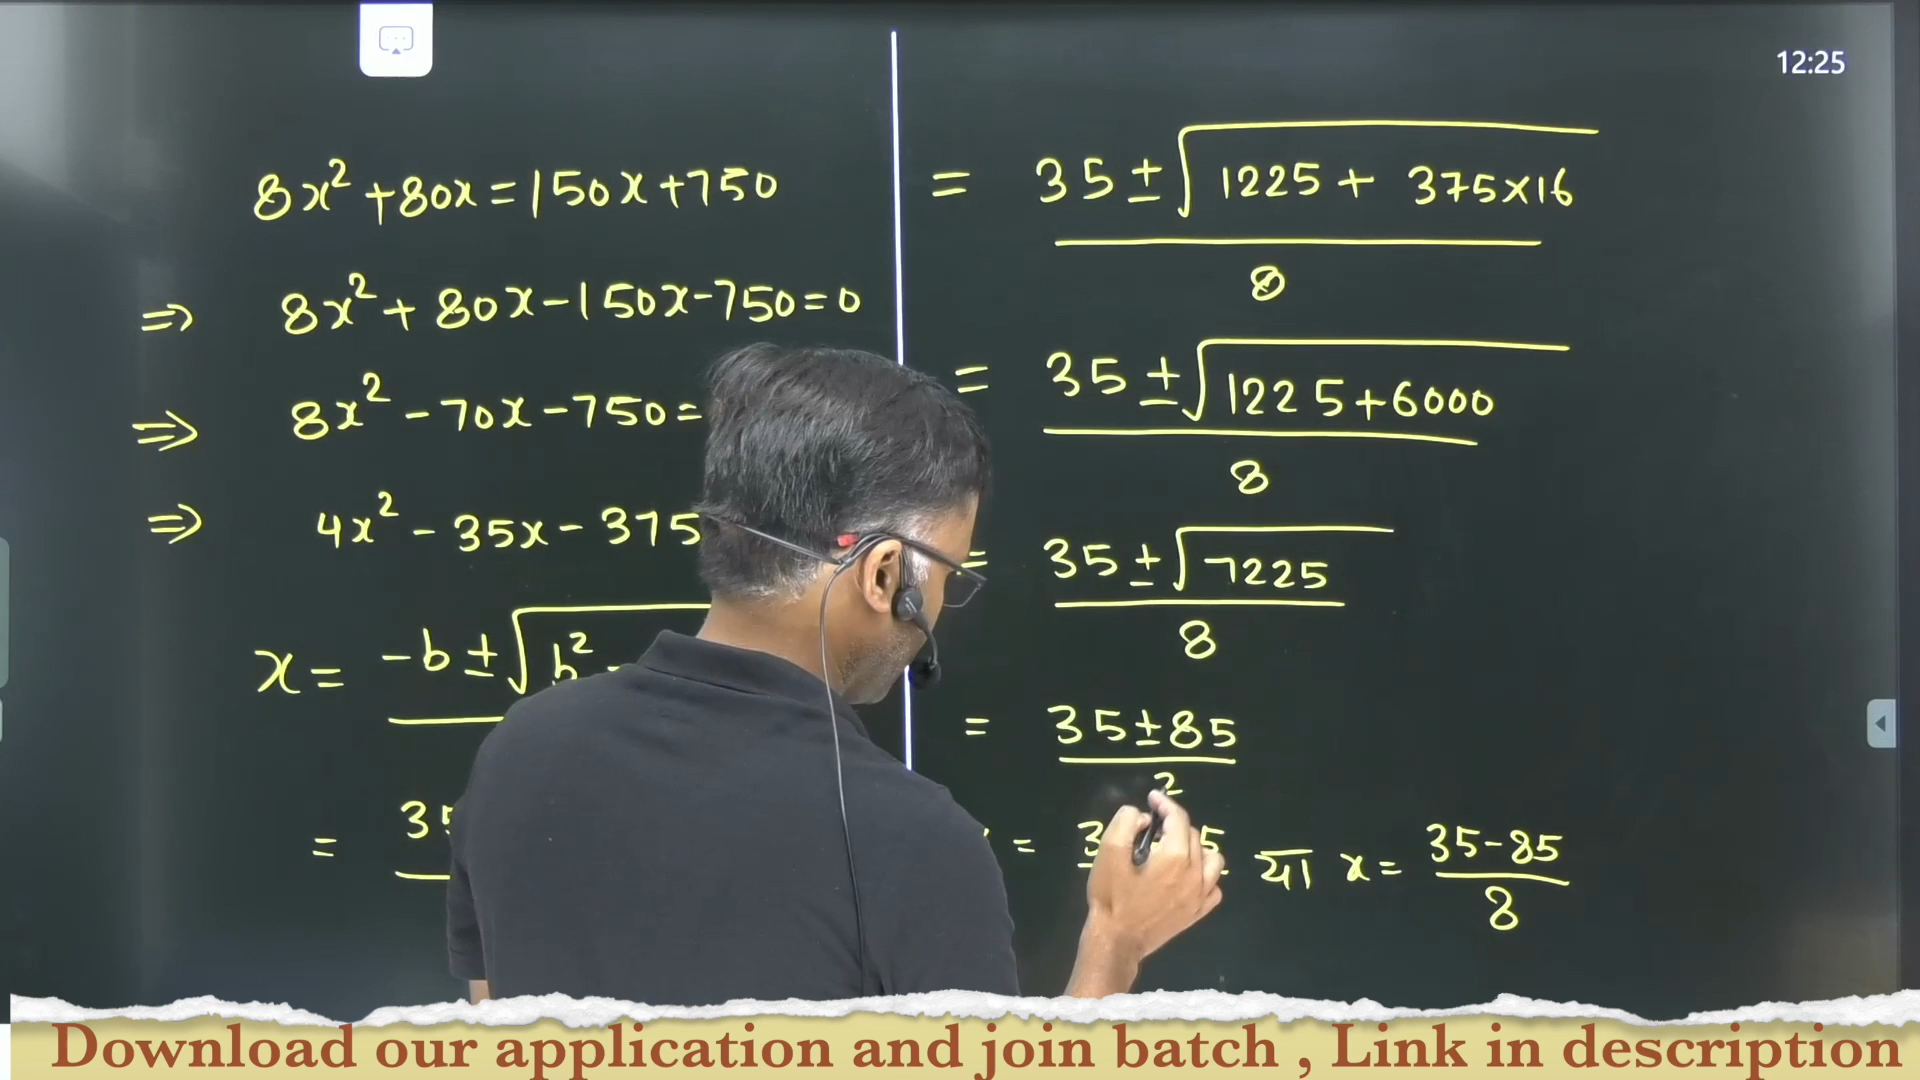 12:25
8x² + 80x = 150x + 750
⇒ 8x² + 80x - 150x - 750 = 0
⇒ 8x² - 70x - 750 =
⇒ 4x² - 35x - 375
x = -b ± √b²
=
= 35 ± √1225 + 375×16
8
= 35 ± √1225 + 6000
8
= 35 ± √7225
8
= 35 ± 85
= या x = 35 - 85
8
Download our application and join batch , Link in description